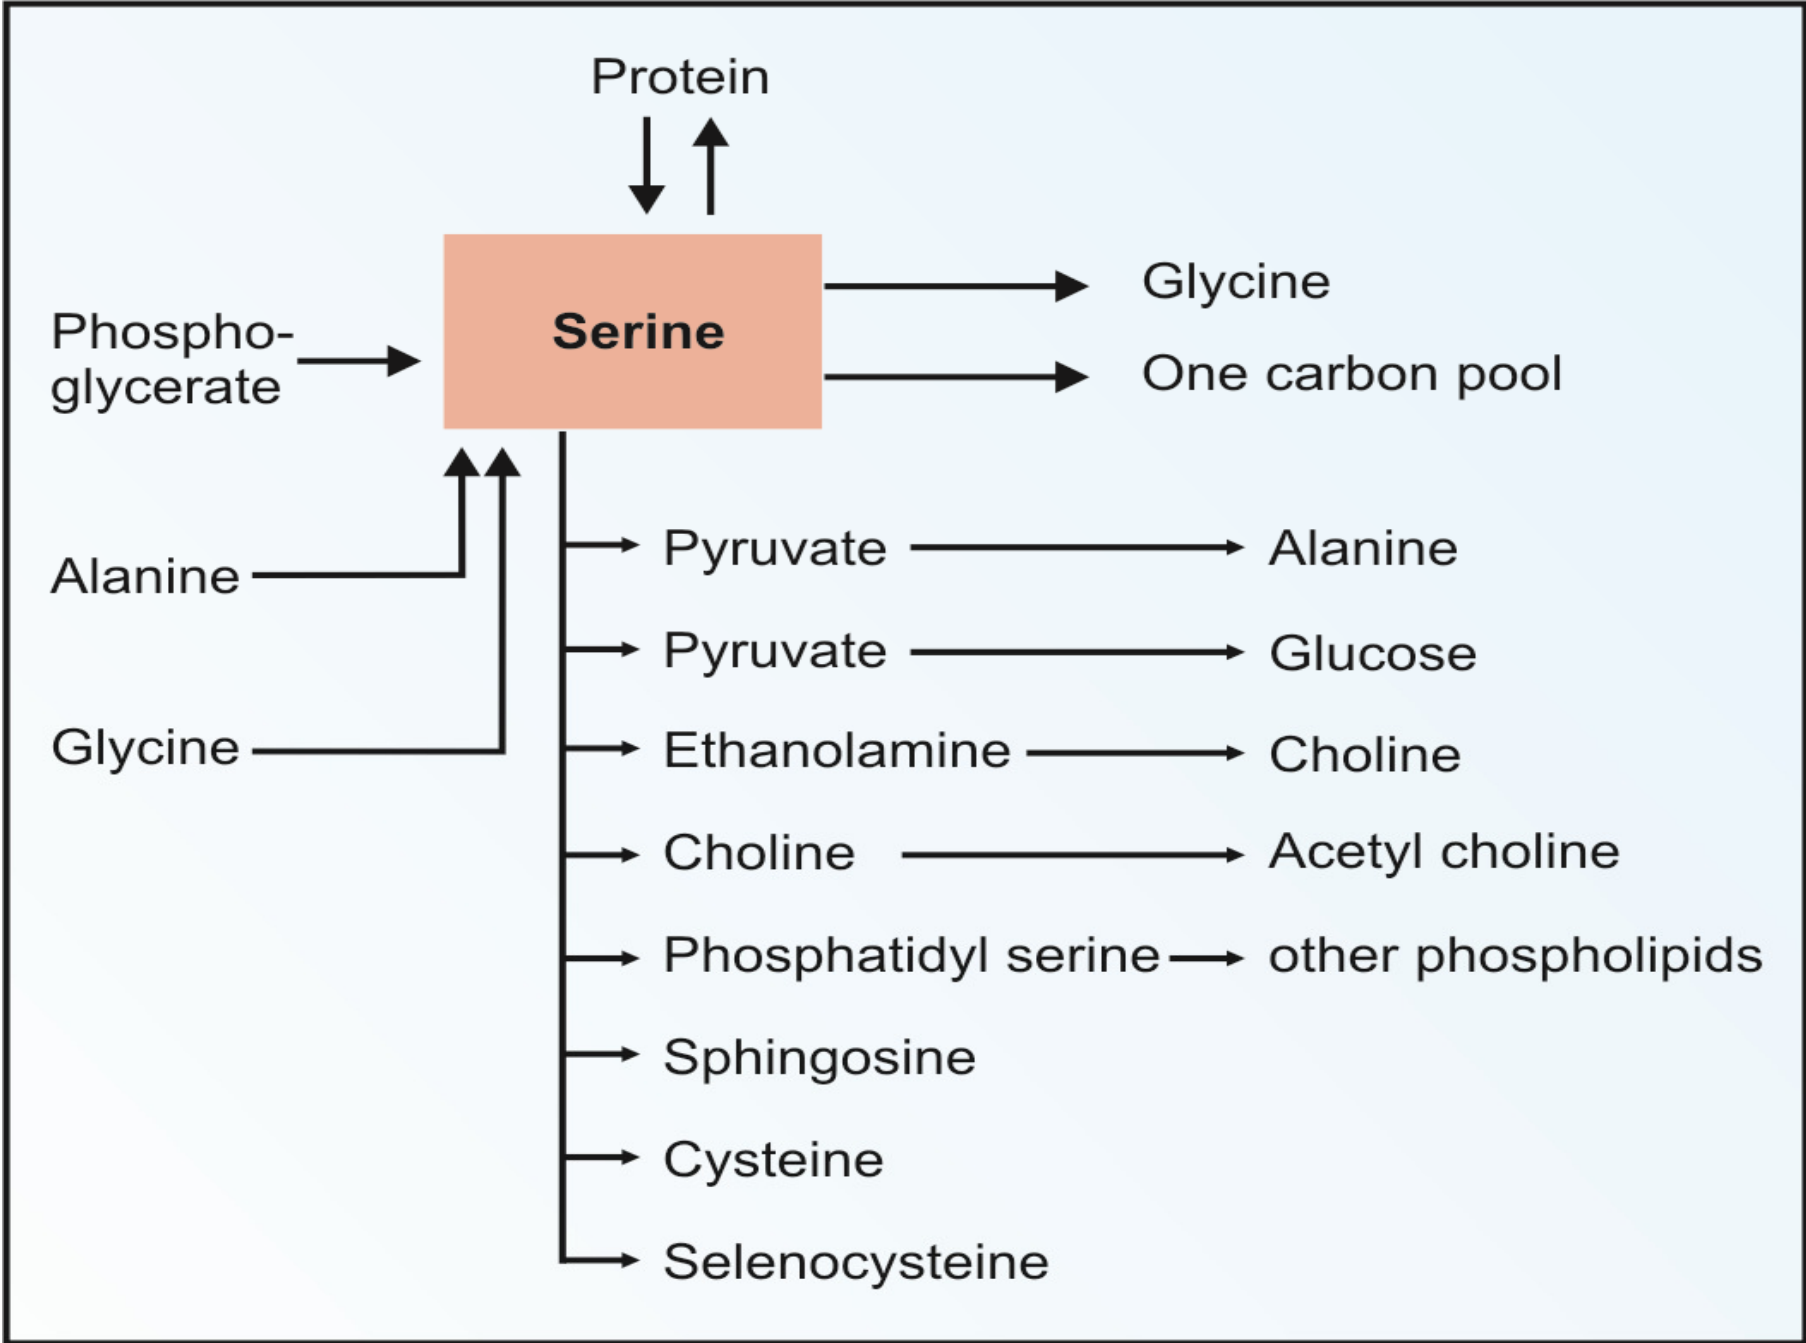 Protein
Serine
Phospho-
glycerate
Glycine
One carbon pool
Alanine
Glycine
Pyruvate Alanine
Pyruvate Glucose
Ethanolamine Choline
Choline Acetyl choline
Phosphatidyl serine other phospholipids
Sphingosine
Cysteine
Selenocysteine